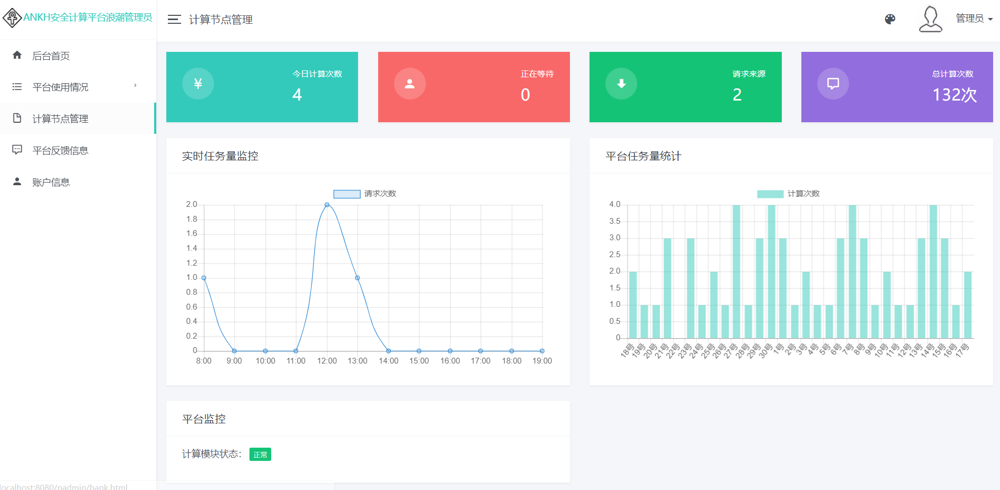 ANKH安全计算平台浪潮管理员
计算节点管理
管理员
后台首页
平台使用情况
计算节点管理
平台反馈信息
账户信息
¥
今日计算次数
4
正在等待
0
请求来源
2
总计算次数
132次
实时任务量监控
请求次数
2.0
1.8
1.6
1.4
1.2
1.0
0.8
0.6
0.4
0.2
0
8:00 9:00 10:00 11:00 12:00 13:00 14:00 15:00 16:00 17:00 18:00 19:00
平台任务量统计
计算次数
4.0
3.5
3.0
2.5
2.0
1.5
1.0
0.5
0
18号 19号 20号 21号 22号 23号 24号 25号 26号 27号 28号 29号 30号 1号 2号 3号 4号 5号 6号 7号 8号 9号 10号 11号 12号 13号 14号 15号 16号 17号
平台监控
计算模块状态： 正常
localhost:8080/padmin/bank.html